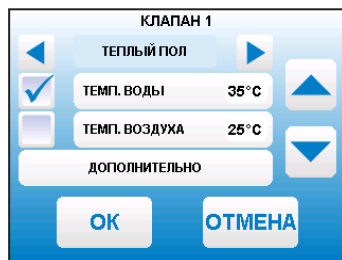 КЛАПАН 1
ТЕПЛЫЙ ПОЛ
ТЕМП. ВОДЫ 35°C
ТЕМП. ВОЗДУХА 25°C
ДОПОЛНИТЕЛЬНО
ОК ОТМЕНА